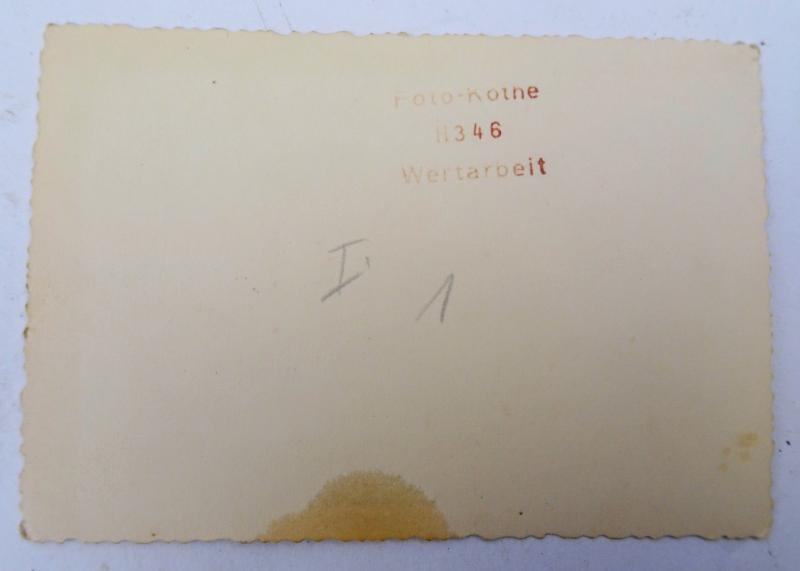 Foto-Kothe
H346
Wertarbeit
I.
1